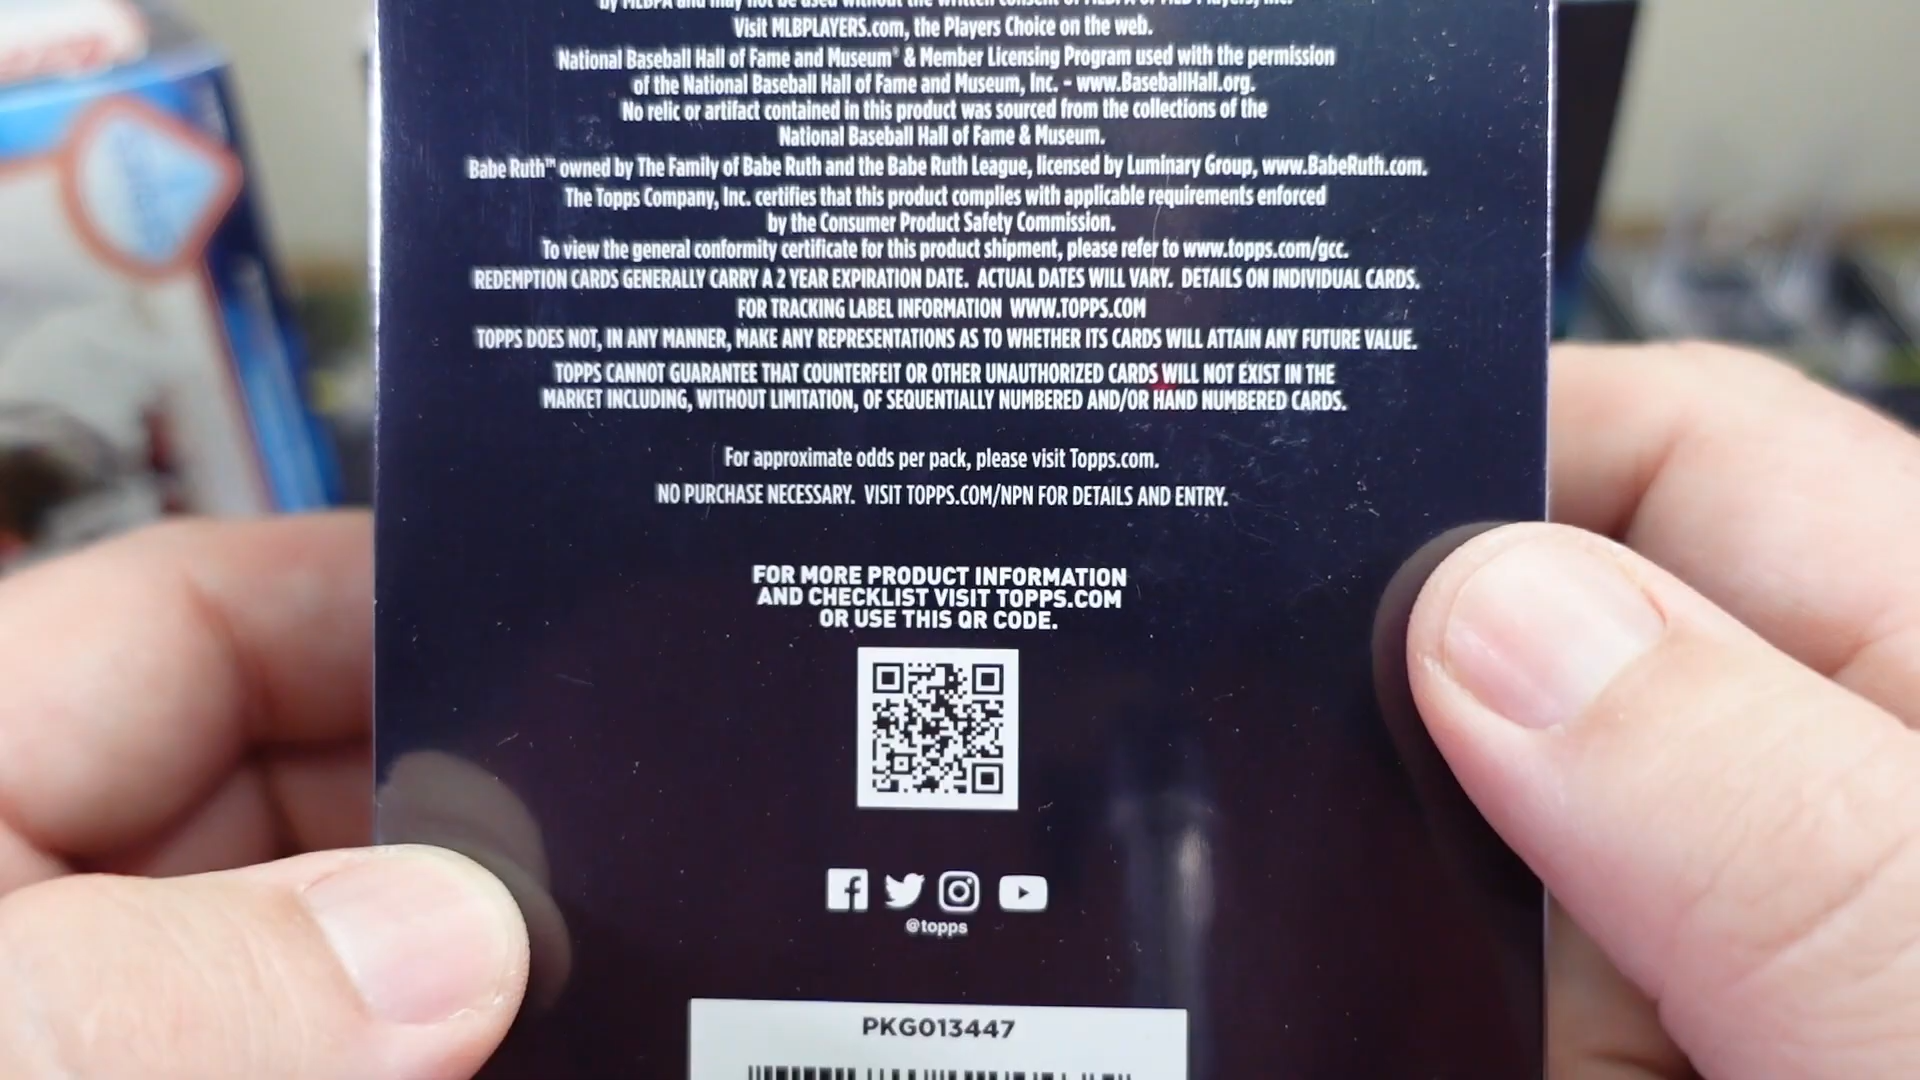 by MLBPA and may not be used without the written consent of MLBPA or MLB Players, Inc.
Visit MLBPLAYERS.com, the Players Choice on the web.
National Baseball Hall of Fame and Museum® & Member Licensing Program used with the permission
of the National Baseball Hall of Fame and Museum, Inc. - www.BaseballHall.org.
No relic or artifact contained in this product was sourced from the collections of the
National Baseball Hall of Fame & Museum.
Babe Ruth™ owned by The Family of Babe Ruth and the Babe Ruth League, licensed by Luminary Group, www.BabeRuth.com.
The Topps Company, Inc. certifies that this product complies with applicable requirements enforced
by the Consumer Product Safety Commission.
To view the general conformity certificate for this product shipment, please refer to www.topps.com/gcc.
REDEMPTION CARDS GENERALLY CARRY A 2 YEAR EXPIRATION DATE. ACTUAL DATES WILL VARY. DETAILS ON INDIVIDUAL CARDS.
FOR TRACKING LABEL INFORMATION WWW.TOPPS.COM
TOPPS DOES NOT, IN ANY MANNER, MAKE ANY REPRESENTATIONS AS TO WHETHER ITS CARDS WILL ATTAIN ANY FUTURE VALUE.
TOPPS CANNOT GUARANTEE THAT COUNTERFEIT OR OTHER UNAUTHORIZED CARDS WILL NOT EXIST IN THE
MARKET INCLUDING, WITHOUT LIMITATION, OF SEQUENTIALLY NUMBERED AND/OR HAND NUMBERED CARDS.
For approximate odds per pack, please visit Topps.com.
NO PURCHASE NECESSARY. VISIT TOPPS.COM/NPN FOR DETAILS AND ENTRY.
FOR MORE PRODUCT INFORMATION
AND CHECKLIST VISIT TOPPS.COM
OR USE THIS QR CODE.
@topps
PKG013447